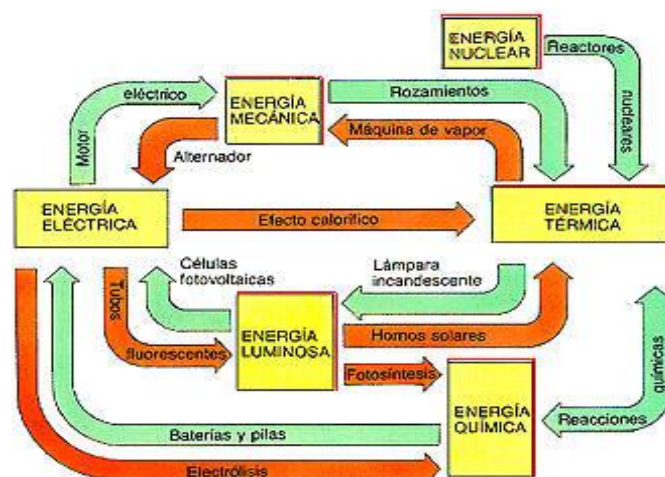 ENERGÍA
NUCLEAR
Reactores
nucleares
eléctrico
Motor
ENERGÍA
MECÁNICA
Rozamientos
Máquina de vapor
Alternador
ENERGÍA
ELÉCTRICA
Efecto calorífico
ENERGÍA
TÉRMICA
Células
fotovoltaicas
Lámpara
incandescente
Tubos
fluorescentes
ENERGÍA
LUMINOSA
Hornos solares
Fotosíntesis
químicas
Reacciones
ENERGÍA
QUÍMICA
Baterías y pilas
Electrólisis